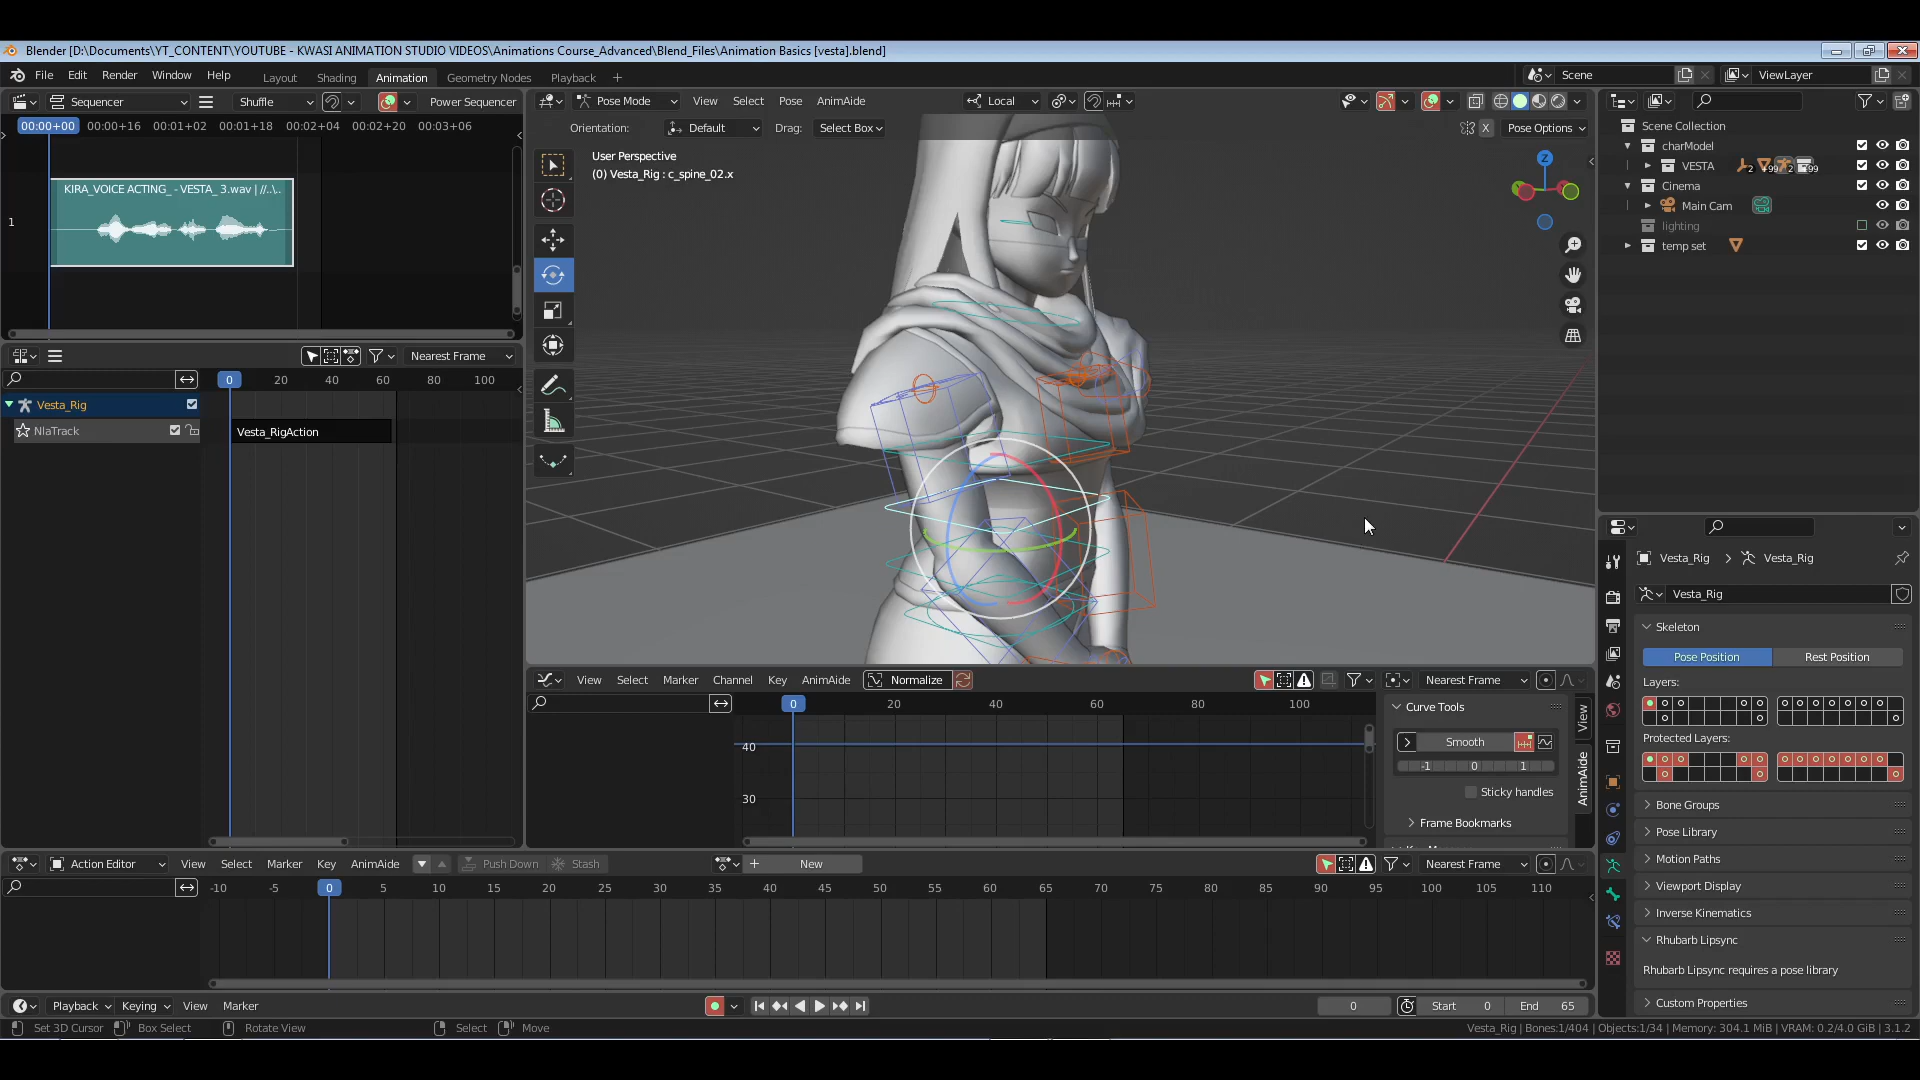 Blender [D:\Documents\YT_CONTENT\YOUTUBE - KWASI ANIMATION STUDIO VIDEOS\Animations Course_Advanced\Blend_Files\Animation Basics [vesta].blend]
File Edit Render Window Help Layout Shading Animation Geometry Nodes Playback +
Scene ViewLayer
Sequencer Shuffle Power Sequencer
00:00+00 00:00+16 00:01+02 00:01+18 00:02+04 00:02+20 00:03+06
KIRA_VOICE ACTING_ - VESTA_ 3.wav | //..\..
1
Nearest Frame
0 20 40 60 80 100
Vesta_Rig
NlaTrack
Vesta_RigAction
Pose Mode View Select Pose AnimAide Local
Orientation: Default Drag: Select Box X Pose Options
User Perspective
(0) Vesta_Rig : c_spine_02.x
Z
View Select Marker Channel Key AnimAide Normalize Nearest Frame
0 20 40 60 80 100
40
30
Curve Tools
Smooth
-1 0 1
Sticky handles
Frame Bookmarks
View
AnimAide
Action Editor View Select Marker Key AnimAide Push Down Stash + New Nearest Frame
-10 -5 0 5 10 15 20 25 30 35 40 45 50 55 60 65 70 75 80 85 90 95 100 105 110
Playback Keying View Marker 0 Start 0 End 65
Set 3D Cursor Box Select Rotate View Select Move
Vesta_Rig | Bones:1/404 | Objects:1/34 | Memory: 304.1 MiB | VRAM: 0.2/4.0 GiB | 3.1.2
Scene Collection
charModel
VESTA 2 +99 2 +99
Cinema
Main Cam
lighting
temp set
Vesta_Rig > Vesta_Rig
Vesta_Rig
Skeleton
Pose Position Rest Position
Layers:
Protected Layers:
Bone Groups
Pose Library
Motion Paths
Viewport Display
Inverse Kinematics
Rhubarb Lipsync
Rhubarb Lipsync requires a pose library
Custom Properties